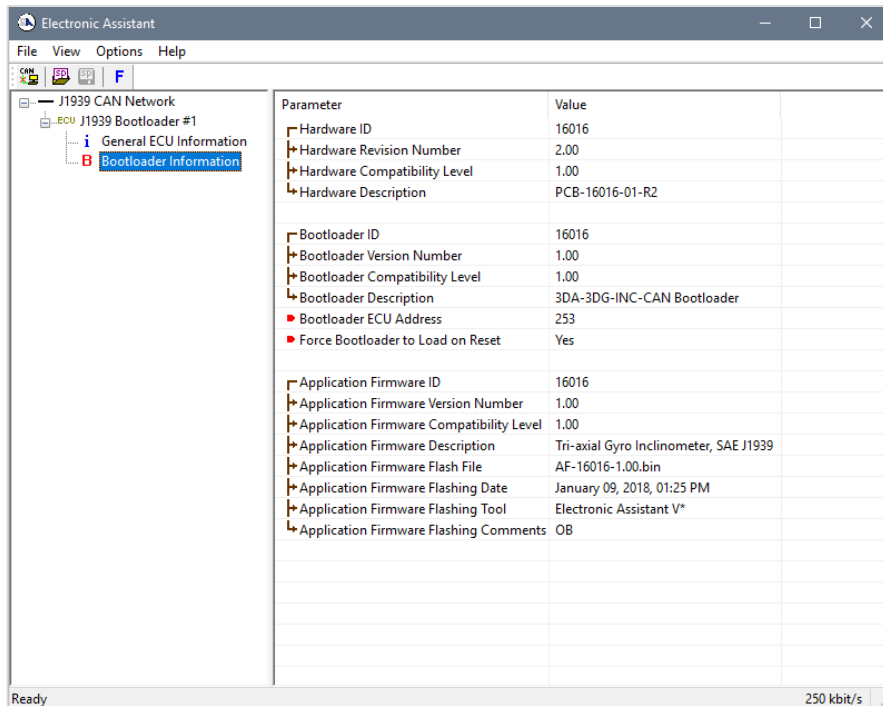 Electronic Assistant
File View Options Help
CAN SP SP F
J1939 CAN Network
ECU J1939 Bootloader #1
i General ECU Information
B Bootloader Information
Parameter Value
Hardware ID 16016
Hardware Revision Number 2.00
Hardware Compatibility Level 1.00
Hardware Description PCB-16016-01-R2
Bootloader ID 16016
Bootloader Version Number 1.00
Bootloader Compatibility Level 1.00
Bootloader Description 3DA-3DG-INC-CAN Bootloader
Bootloader ECU Address 253
Force Bootloader to Load on Reset Yes
Application Firmware ID 16016
Application Firmware Version Number 1.00
Application Firmware Compatibility Level 1.00
Application Firmware Description Tri-axial Gyro Inclinometer, SAE J1939
Application Firmware Flash File AF-16016-1.00.bin
Application Firmware Flashing Date January 09, 2018, 01:25 PM
Application Firmware Flashing Tool Electronic Assistant V*
Application Firmware Flashing Comments OB
Ready 250 kbit/s